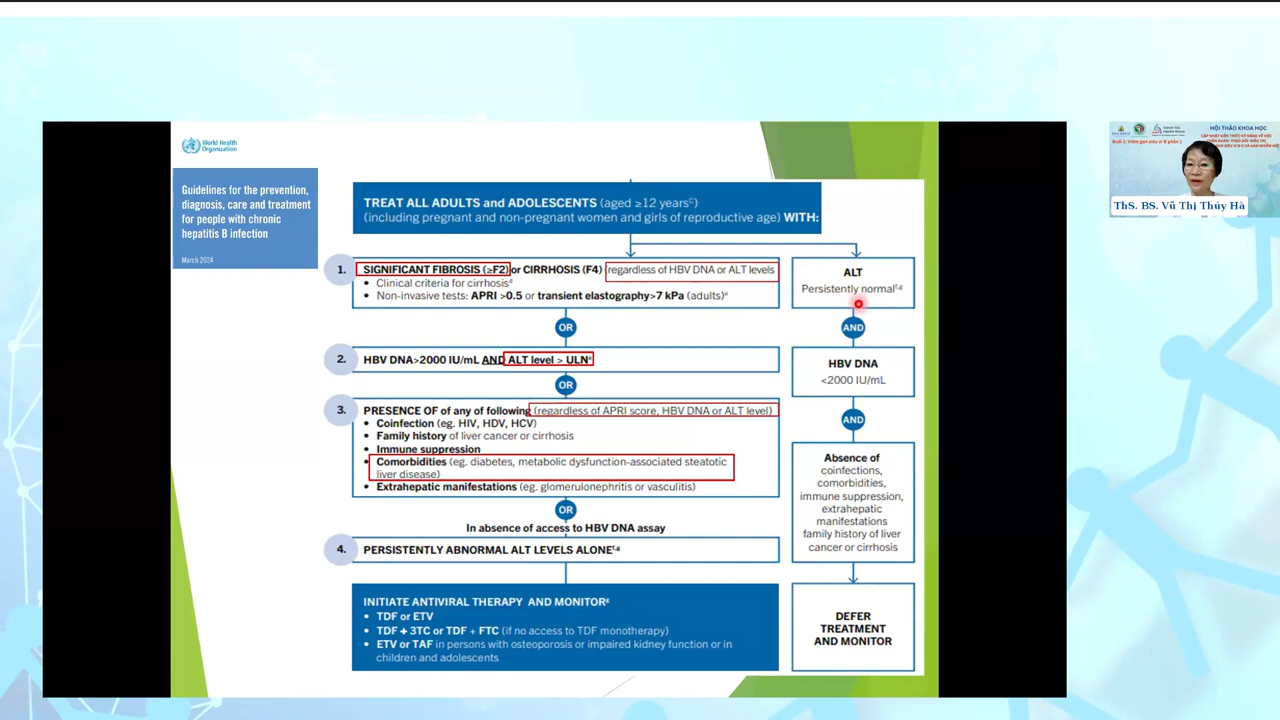 World Health
Organization
Guidelines for the prevention,
diagnosis, care and treatment
for people with chronic
hepatitis B infection
March 2024
TREAT ALL ADULTS and ADOLESCENTS (aged ≥12 yearsᶜ)
(including pregnant and non-pregnant women and girls of reproductive age) WITH:
1.
SIGNIFICANT FIBROSIS (≥F2) or CIRRHOSIS (F4) regardless of HBV DNA or ALT levels
• Clinical criteria for cirrhosisᵈ
• Non-invasive tests: APRI >0.5 or transient elastography>7 kPa (adults)ᵉ
OR
2.
HBV DNA>2000 IU/mL AND ALT level > ULNᵉ
OR
3.
PRESENCE OF of any of following (regardless of APRI score, HBV DNA or ALT level)
• Coinfection (eg. HIV, HDV, HCV)
• Family history of liver cancer or cirrhosis
• Immune suppression
• Comorbidities (eg. diabetes, metabolic dysfunction-associated steatotic
liver disease)
• Extrahepatic manifestations (eg. glomerulonephritis or vasculitis)
OR
In absence of access to HBV DNA assay
4.
PERSISTENTLY ABNORMAL ALT LEVELS ALONEᶠ,ᵍ
INITIATE ANTIVIRAL THERAPY AND MONITORᵍ
• TDF or ETV
• TDF + 3TC or TDF + FTC (if no access to TDF monotherapy)
• ETV or TAF in persons with osteoporosis or impaired kidney function or in
children and adolescents
ALT
Persistently normalᶠ,ᵍ
AND
HBV DNA
<2000 IU/mL
AND
Absence of
coinfections,
comorbidities,
immune suppression,
extrahepatic
manifestations
family history of liver
cancer or cirrhosis
DEFER
TREATMENT
AND MONITOR
HỘI THẢO KHOA HỌC
ThS. BS. Vũ Thị Thúy Hà